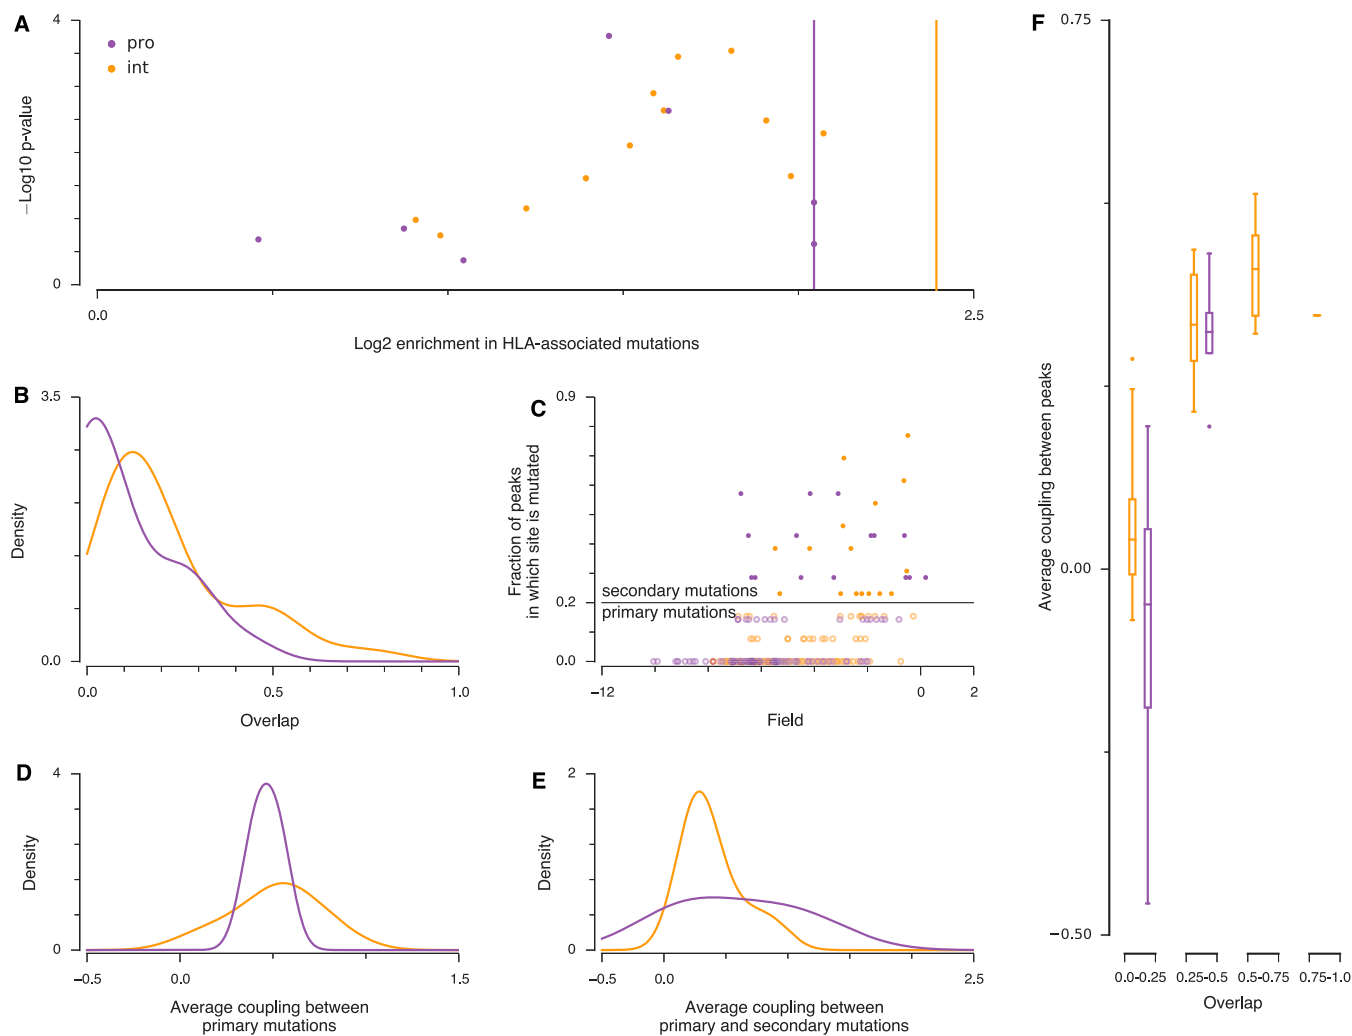 A
4
pro
int
−Log10 p-value
0
0.0
2.5
Log2 enrichment in HLA-associated mutations
B
3.5
Density
0.0
0.0
0.5
1.0
Overlap
C
0.9
Fraction of peaks
in which site is mutated
secondary mutations
0.2
primary mutations
0.0
−12
0
2
Field
D
4
Density
0
−0.5
0.0
1.5
Average coupling between
primary mutations
E
2
Density
0
−0.5
0.0
2.5
Average coupling between
primary and secondary mutations
F
0.75
Average coupling between peaks
0.00
−0.50
0.0-0.25
0.25-0.5
0.5-0.75
0.75-1.0
Overlap